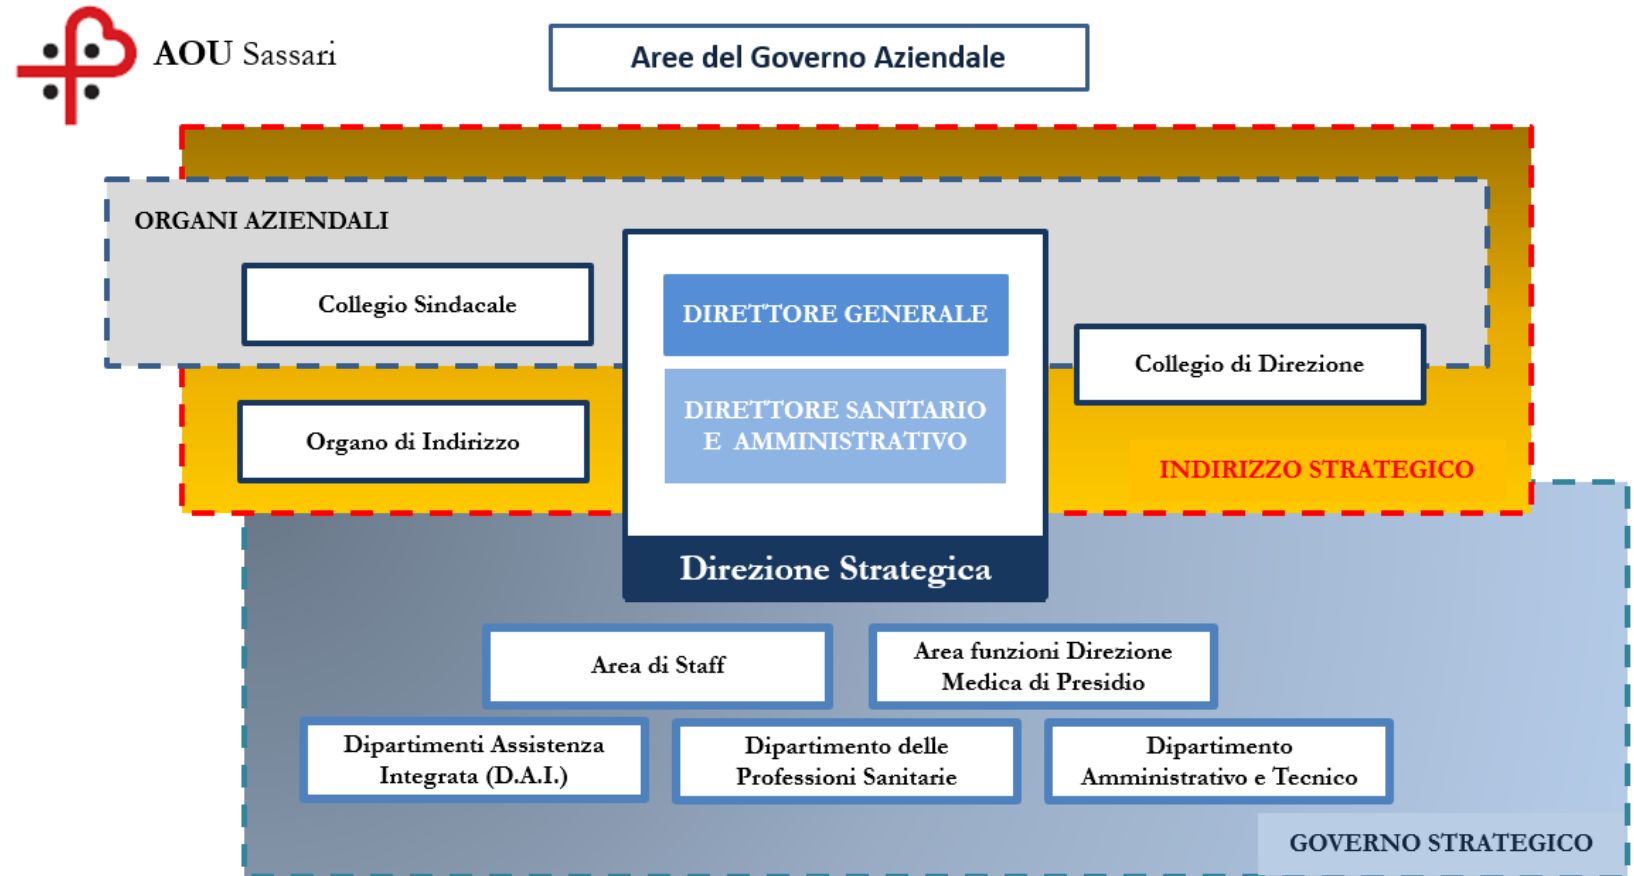 AOU Sassari
Aree del Governo Aziendale
ORGANI AZIENDALI
Collegio Sindacale
DIRETTORE GENERALE
Collegio di Direzione
DIRETTORE SANITARIO
E AMMINISTRATIVO
Organo di Indirizzo
INDIRIZZO STRATEGICO
Direzione Strategica
Area di Staff
Area funzioni Direzione
Medica di Presidio
Dipartimenti Assistenza
Integrata (D.A.I.)
Dipartimento delle
Professioni Sanitarie
Dipartimento
Amministrativo e Tecnico
GOVERNO STRATEGICO